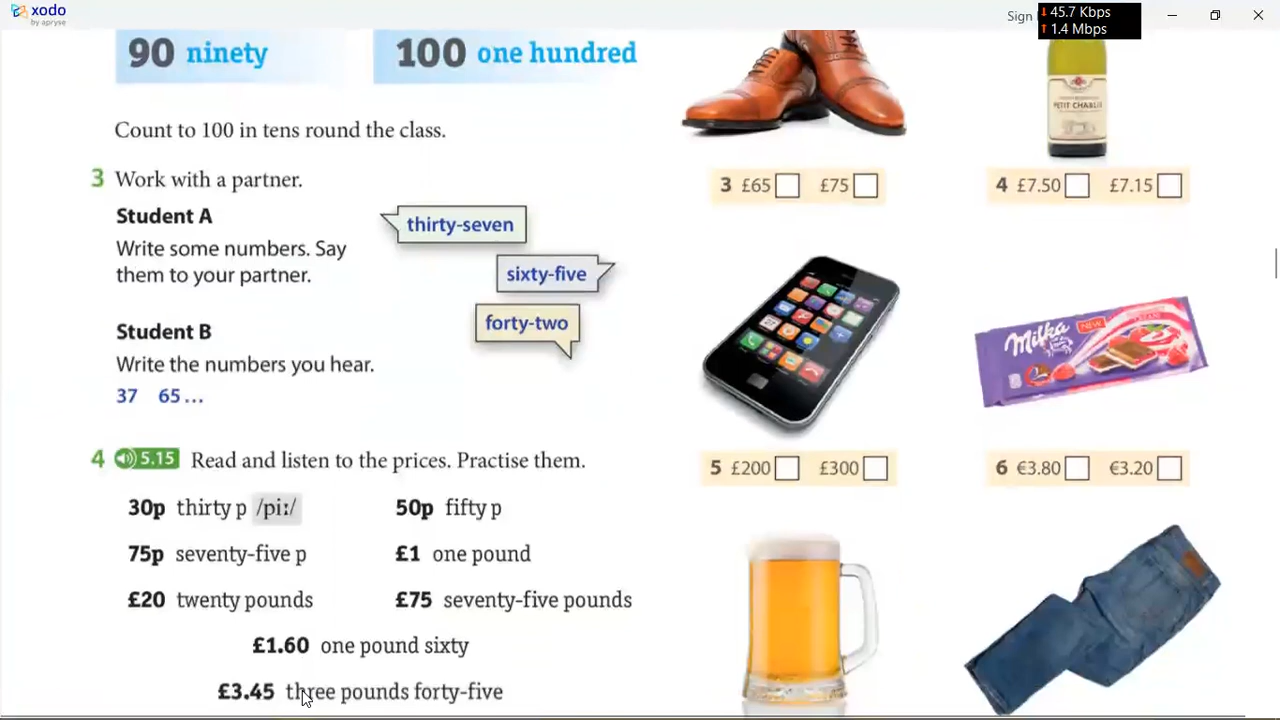 xodo
by apryse
Sign
↓ 45.7 Kbps
↑ 1.4 Mbps
90 ninety
100 one hundred
Count to 100 in tens round the class.
3 Work with a partner.
Student A
Write some numbers. Say
them to your partner.
thirty-seven
sixty-five
forty-two
Student B
Write the numbers you hear.
37 65 ...
4 5.15 Read and listen to the prices. Practise them.
30p thirty p /piː/
50p fifty p
75p seventy-five p
£1 one pound
£20 twenty pounds
£75 seventy-five pounds
£1.60 one pound sixty
£3.45 three pounds forty-five
PETIT CHABLIS
3 £65 £75
4 £7.50 £7.15
Milka
NEW
5 £200 £300
6 €3.80 €3.20